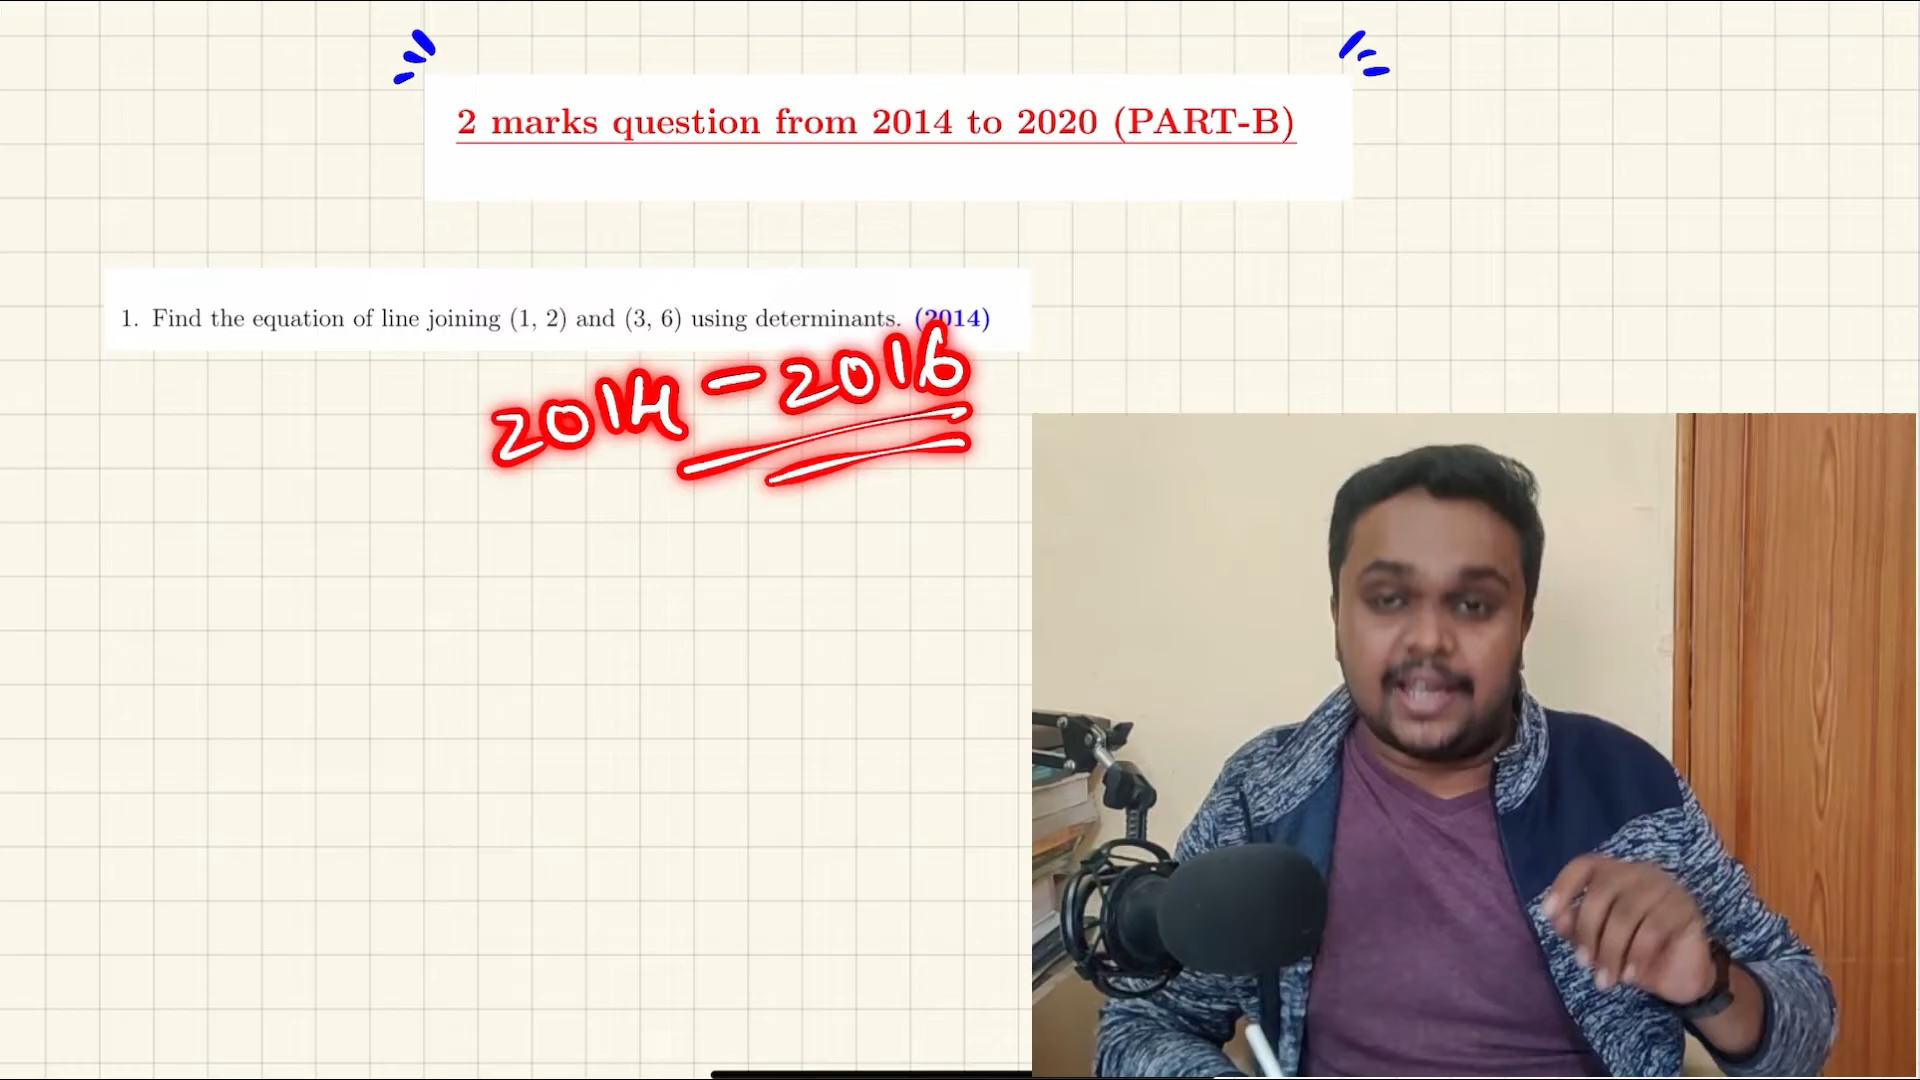 2 marks question from 2014 to 2020 (PART-B)
1. Find the equation of line joining (1, 2) and (3, 6) using determinants. (2014)
2014 - 2016